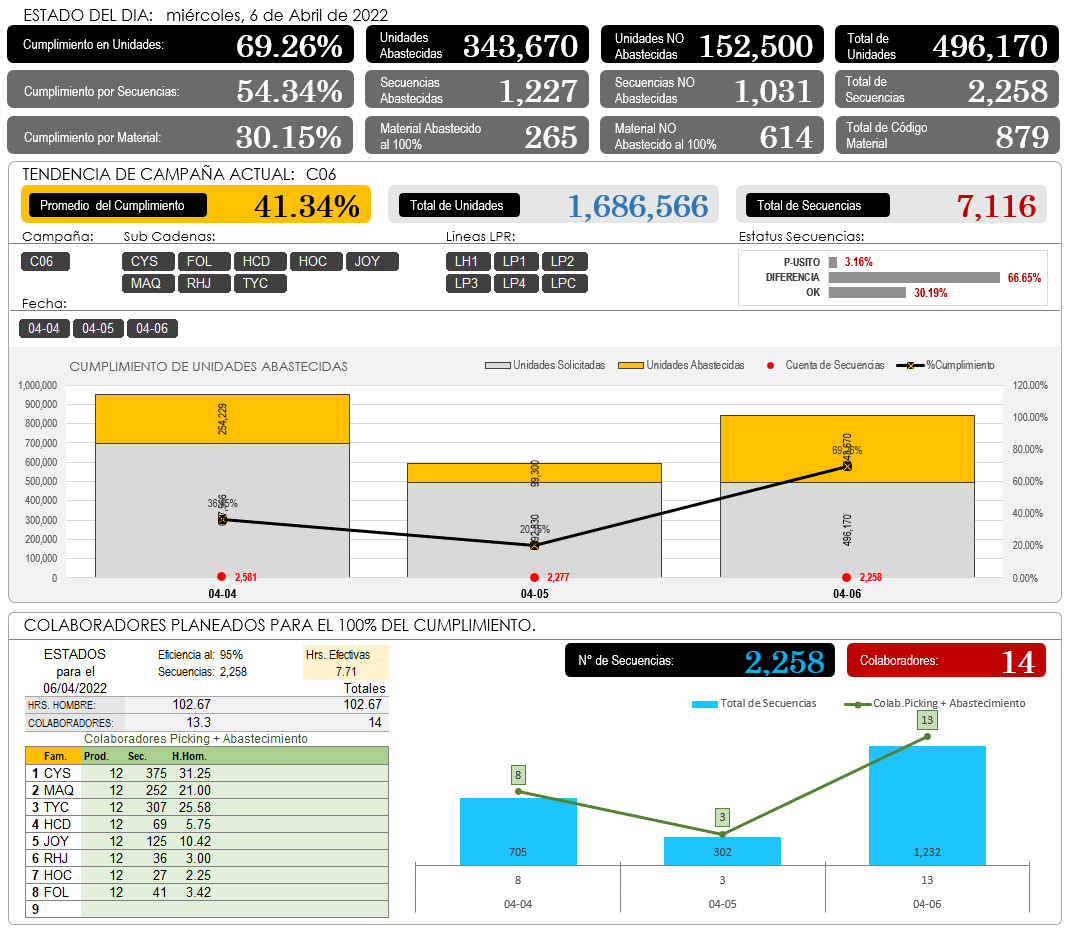 ESTADO DEL DIA: miércoles, 6 de Abril de 2022
Cumplimiento en Unidades: 69.26%
Unidades Abastecidas 343,670
Unidades NO Abastecidas 152,500
Total de Unidades 496,170
Cumplimiento por Secuencias: 54.34%
Secuencias Abastecidas 1,227
Secuencias NO Abastecidas 1,031
Total de Secuencias 2,258
Cumplimiento por Material: 30.15%
Material Abastecido al 100% 265
Material NO Abastecido al 100% 614
Total de Código Material 879
TENDENCIA DE CAMPAÑA ACTUAL: C06
Promedio del Cumplimiento 41.34%
Total de Unidades 1,686,566
Total de Secuencias 7,116
Campaña: Sub Cadenas: Lineas LPR: Estatus Secuencias:
C06 CYS FOL HCD HOC JOY LH1 LP1 LP2
MAQ RHJ TYC LP3 LP4 LPC
P-USITO 3.16%
DIFERENCIA 66.65%
OK 30.19%
Fecha:
04-04 04-05 04-06
CUMPLIMIENTO DE UNIDADES ABASTECIDAS
Unidades Solicitadas Unidades Abastecidas Cuenta de Secuencias %Cumplimiento
1,000,000 120.00%
900,000
800,000 100.00%
700,000
600,000 80.00%
500,000 60.00%
400,000
300,000 40.00%
200,000 20.00%
100,000
0 0.00%
254,229
99,300
496,170
2,581 2,277 2,258
04-04 04-05 04-06
COLABORADORES PLANEADOS PARA EL 100% DEL CUMPLIMIENTO.
ESTADOS Eficiencia al: 95% Hrs. Efectivas
para el Secuencias: 2,258 7.71
06/04/2022 Totales
HRS. HOMBRE: 102.67 102.67
COLABORADORES: 13.3 14
Colaboradores Picking + Abastecimiento
Fam. Prod. Sec. H.Hom.
1 CYS 12 375 31.25
2 MAQ 12 252 21.00
3 TYC 12 307 25.58
4 HCD 12 69 5.75
5 JOY 12 125 10.42
6 RHJ 12 36 3.00
7 HOC 12 27 2.25
8 FOL 12 41 3.42
9
N° de Secuencias: 2,258
Colaboradores: 14
Total de Secuencias Colab.Picking + Abastecimiento
8 3 13
705 302 1,232
8 3 13
04-04 04-05 04-06